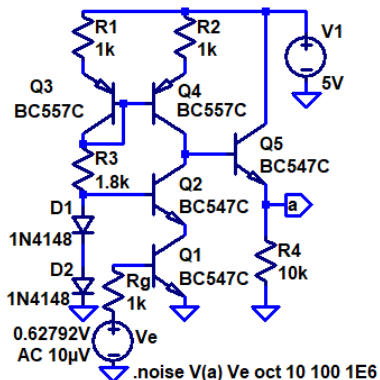 R1
1k
R2
1k
V1
5V
Q3
BC557C
Q4
BC557C
Q5
BC547C
R3
1.8k
a
D1
1N4148
Q2
BC547C
D2
1N4148
Rg
1k
Q1
BC547C
R4
10k
0.62792V
AC 10µV
Ve
.noise V(a) Ve oct 10 100 1E6